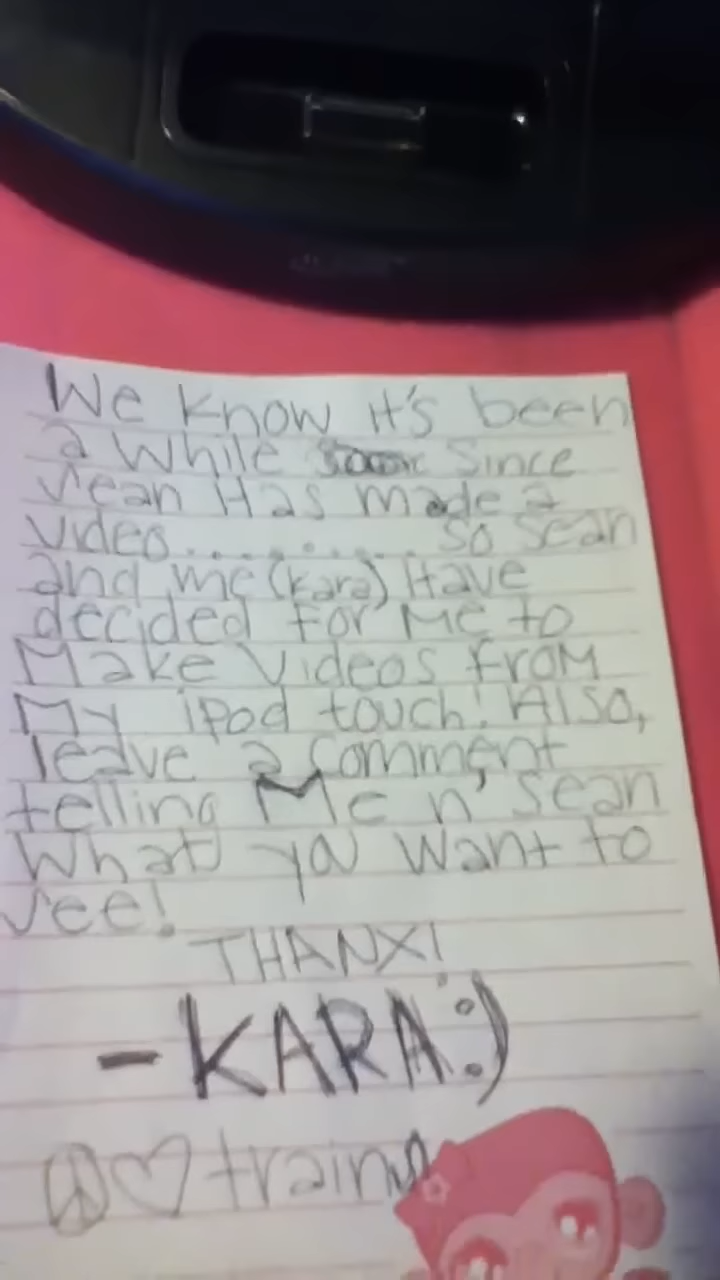 We know it's been
a while since
Sean Has made a
video.......... so Sean
and me (kara) Have
decided for Me to
Make Videos from
My iPod touch! Also,
leave a comment
telling Me n' Sean
What ya want to
see!
THANX!
-KARA:)
trains